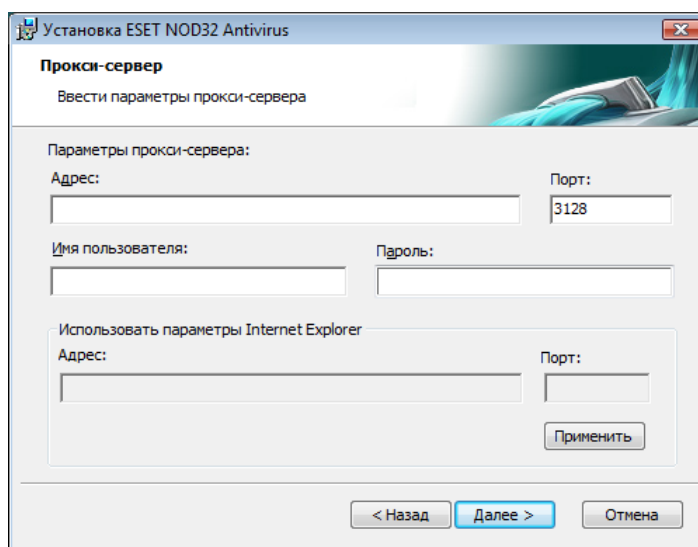 Установка ESET NOD32 Antivirus
Прокси-сервер
Ввести параметры прокси-сервера
Параметры прокси-сервера:
Адрес:
Порт:
3128
Имя пользователя:
Пароль:
Использовать параметры Internet Explorer
Адрес:
Порт:
Применить
< Назад
Далее >
Отмена